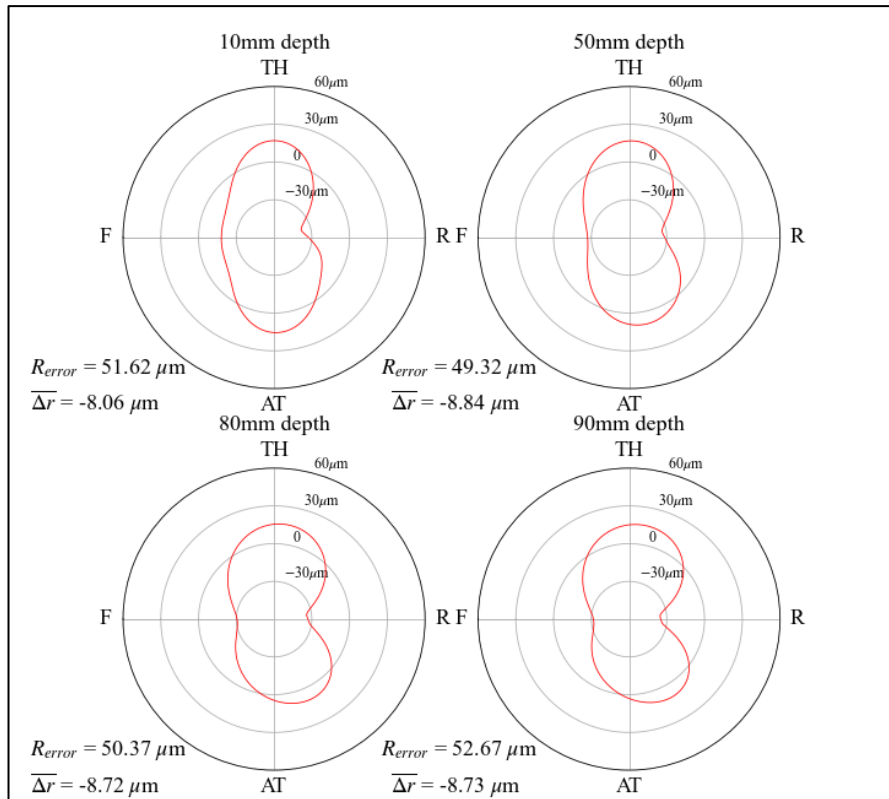 10mm depth
TH
60μm
30μm
0
−30μm
F
R
R_error = 51.62 μm
Δr̅ = -8.06 μm
AT
50mm depth
TH
60μm
30μm
0
−30μm
F
R
R_error = 49.32 μm
Δr̅ = -8.84 μm
AT
80mm depth
TH
60μm
30μm
0
−30μm
F
R
R_error = 50.37 μm
Δr̅ = -8.72 μm
AT
90mm depth
TH
60μm
30μm
0
−30μm
F
R
R_error = 52.67 μm
Δr̅ = -8.73 μm
AT